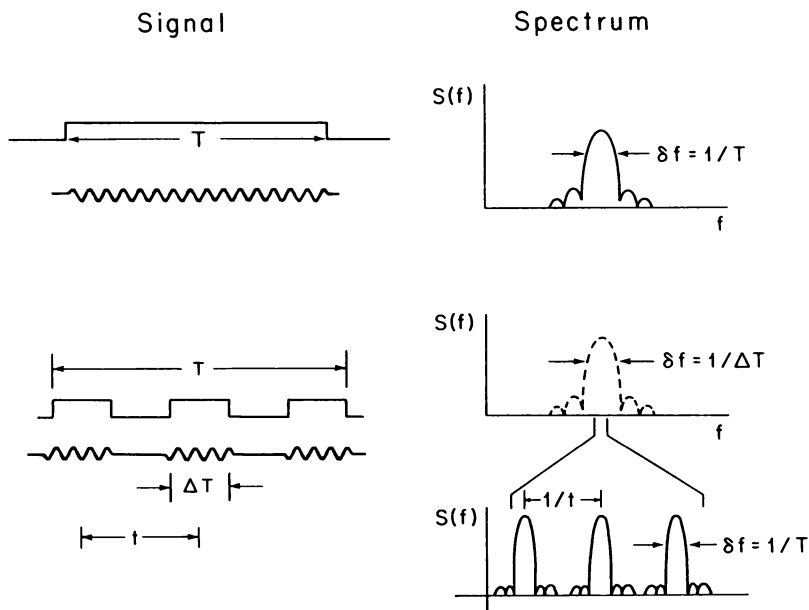 Signal
Spectrum
S(f)
T
δf = 1/T
f
S(f)
T
δf = 1/ΔT
f
ΔT
1/t
t
S(f)
δf = 1/T